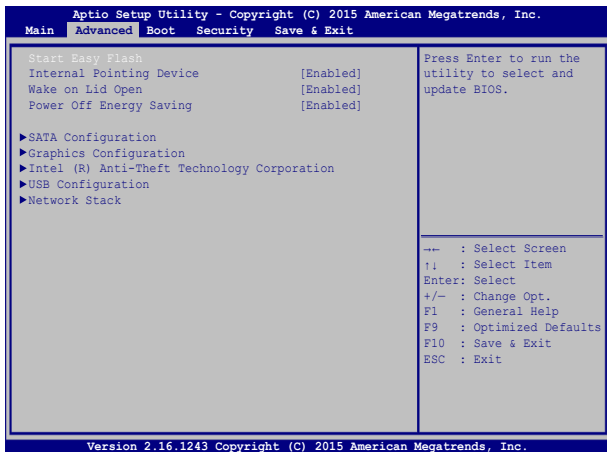 Aptio Setup Utility - Copyright (C) 2015 American Megatrends, Inc.
Main Advanced Boot Security Save & Exit
Start Easy Flash
Internal Pointing Device [Enabled]
Wake on Lid Open [Enabled]
Power Off Energy Saving [Enabled]
▶SATA Configuration
▶Graphics Configuration
▶Intel (R) Anti-Theft Technology Corporation
▶USB Configuration
▶Network Stack
Press Enter to run the
utility to select and
update BIOS.
→← : Select Screen
↑↓ : Select Item
Enter: Select
+/— : Change Opt.
F1 : General Help
F9 : Optimized Defaults
F10 : Save & Exit
ESC : Exit
Version 2.16.1243 Copyright (C) 2015 American Megatrends, Inc.